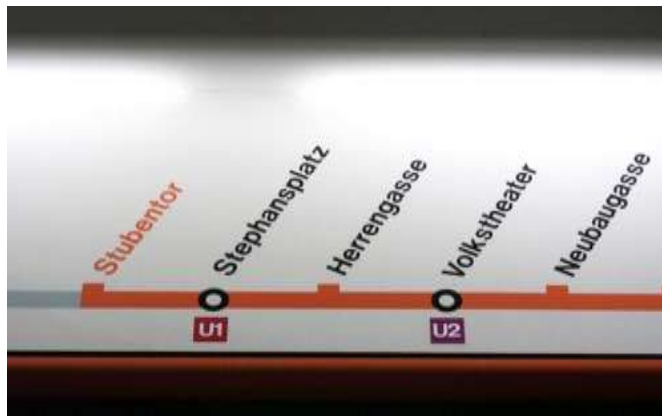 Stubentor
Stephansplatz
Herrengasse
Volkstheater
Neubaugasse
U1
U2